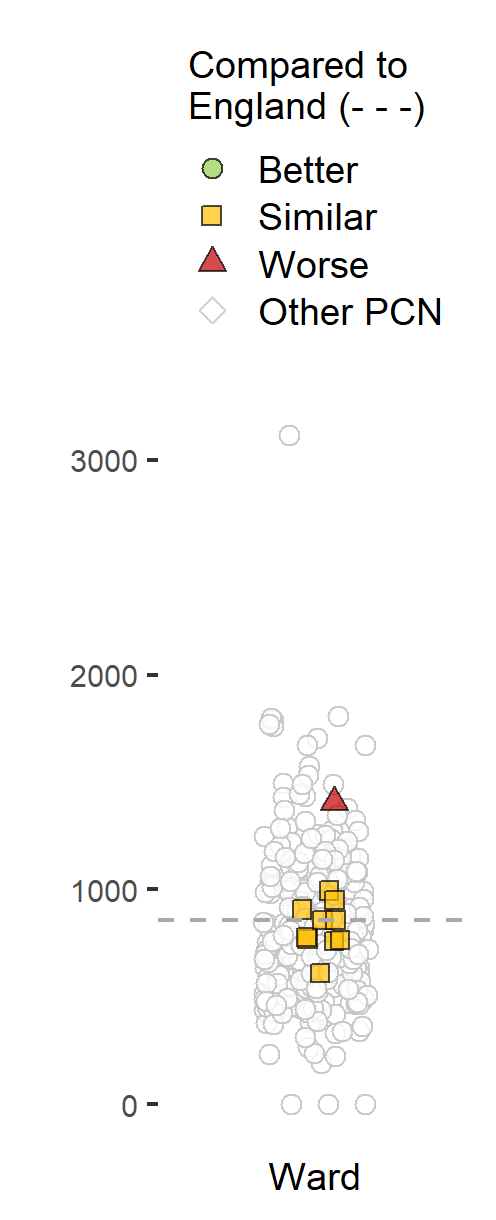 Compared to
England (- - -)
Better
Similar
Worse
Other PCN
3000
2000
1000
0
Ward